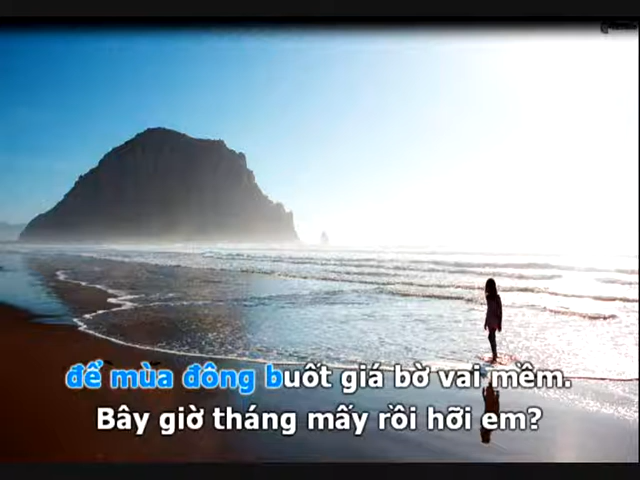 để mùa đông buốt giá bờ vai mềm.
Bây giờ tháng mấy rồi hỡi em?